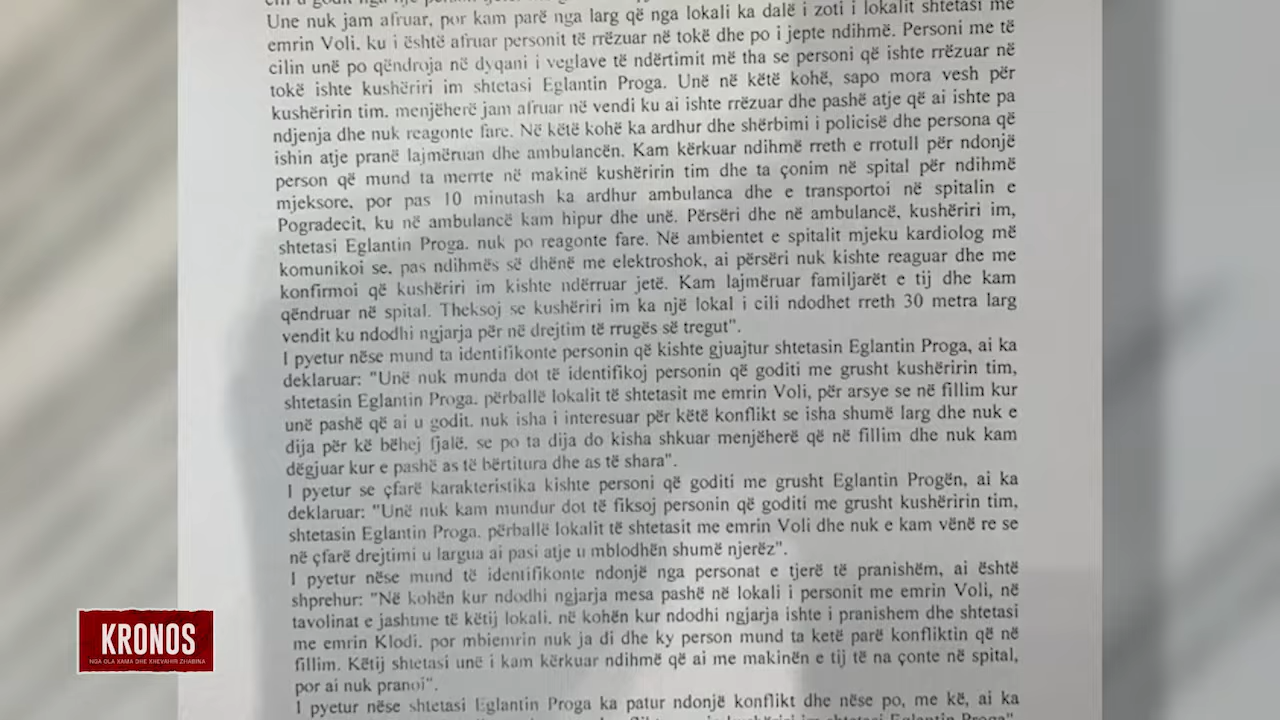 Une nuk jam afruar, por kam parë nga larg që nga lokali ka dalë i zoti i lokalit shtetasi me
emrin Voli, ku i është afruar personit të rrëzuar në tokë dhe po i jepte ndihmë. Personi me të
cilin unë po qëndroja në dyqani i veglave të ndërtimit më tha se personi që ishte rrëzuar në
tokë ishte kushëriri im shtetasi Eglantin Proga. Unë në këtë kohë, sapo mora vesh për
kushëririn tim, menjëherë jam afruar në vendi ku ai ishte rrëzuar dhe pashë atje që ai ishte pa
ndjenja dhe nuk reagonte fare. Në këtë kohë ka ardhur dhe shërbimi i policisë dhe persona që
ishin atje pranë lajmëruan dhe ambulancën. Kam kërkuar ndihmë rreth e rrotull për ndonjë
person që mund ta merrte në makinë kushëririn tim dhe ta çonim në spital për ndihmë
mjeksore, por pas 10 minutash ka ardhur ambulanca dhe e transportoi në spitalin e
Pogradecit, ku në ambulancë kam hipur dhe unë. Përsëri dhe në ambulancë, kushëriri im,
shtetasi Eglantin Proga, nuk po reagonte fare. Në ambientet e spitalit mjeku kardiolog më
komunikoi se, pas ndihmës së dhënë me elektroshok, ai përsëri nuk kishte reaguar dhe me
konfirmoi që kushëriri im kishte ndërruar jetë. Kam lajmëruar familjarët e tij dhe kam
qëndruar në spital. Theksoj se kushëriri im ka një lokal i cili ndodhet rreth 30 metra larg
vendit ku ndodhi ngjarja për në drejtim të rrugës së tregut".
I pyetur nëse mund ta identifikonte personin që kishte gjuajtur shtetasin Eglantin Proga, ai ka
deklaruar: "Unë nuk munda dot të identifikoj personin që goditi me grusht kushëririn tim,
shtetasin Eglantin Proga, përballë lokalit të shtetasit me emrin Voli, për arsye se në fillim kur
unë pashë që ai u godit, nuk isha i interesuar për këtë konflikt se isha shumë larg dhe nuk e
dija për kë bëhej fjalë, se po ta dija do kisha shkuar menjëherë që në fillim dhe nuk kam
dëgjuar kur e pashë as të bërtitura dhe as të shara".
I pyetur se çfarë karakteristika kishte personi që goditi me grusht Eglantin Progën, ai ka
deklaruar: "Unë nuk kam mundur dot të fiksoj personin që goditi me grusht kushëririn tim,
shtetasin Eglantin Proga, përballë lokalit të shtetasit me emrin Voli dhe nuk e kam vënë re se
në çfarë drejtimi u largua ai pasi atje u mblodhën shumë njerëz".
I pyetur nëse mund të identifikonte ndonjë nga personat e tjerë të pranishëm, ai është
shprehur: "Në kohën kur ndodhi ngjarja mesa pashë në lokali i personit me emrin Voli, në
tavolinat e jashtme të këtij lokali, në kohën kur ndodhi ngjarja ishte i pranishem dhe shtetasi
me emrin Klodi, por mbiemrin nuk ja di dhe ky person mund ta ketë parë konfliktin që në
fillim. Këtij shtetasi unë i kam kërkuar ndihmë që ai me makinën e tij të na çonte në spital,
por ai nuk pranoi".
I pyetur nëse shtetasi Eglantin Proga ka patur ndonjë konflikt dhe nëse po, me kë, ai ka
KRONOS
NGA OLA XAMA DHE XHEVAHIR ZHABINA